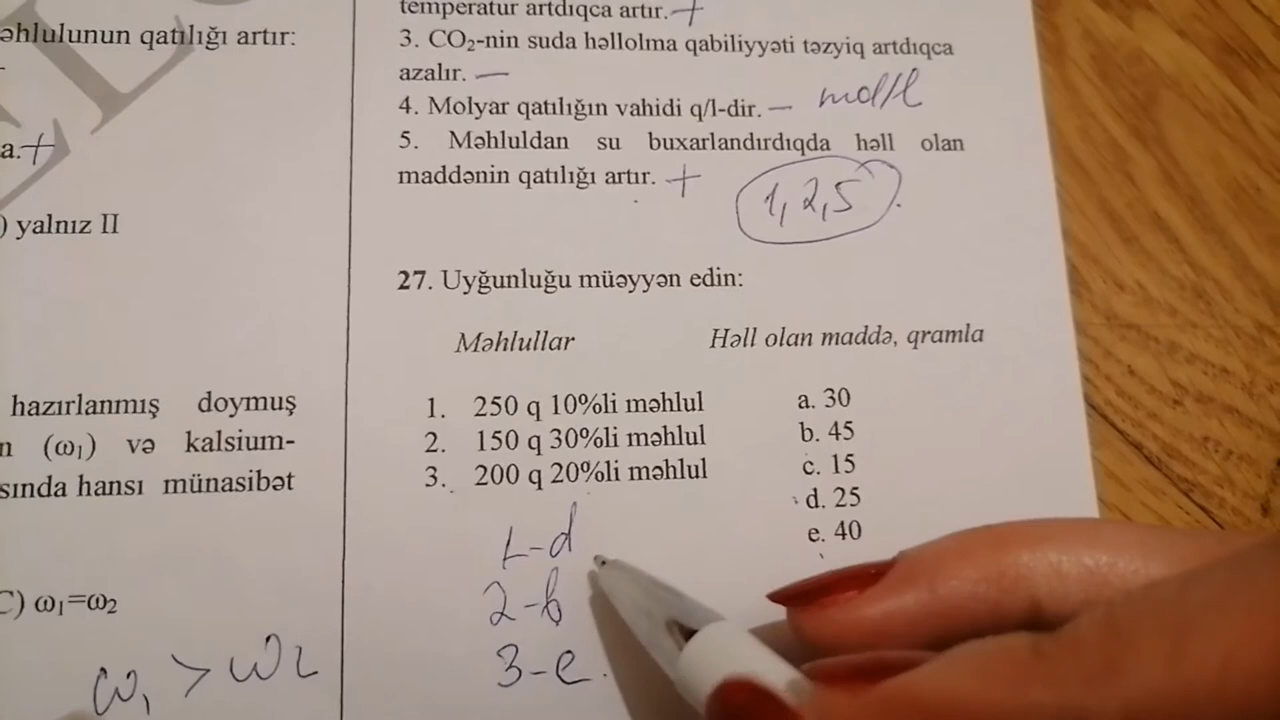 əhlulunun qatılığı artır:
a. +
) yalnız II
hazırlanmış doymuş
n (ω₁) və kalsium-
sında hansı münasibət
C) ω₁=ω₂
ω₁ > ω₂
temperatur artdıqca artır. +
3. CO₂-nin suda həllolma qabiliyyəti təzyiq artdıqca
azalır. —
4. Molyar qatılığın vahidi q/l-dir. — mol/l
5. Məhluldan su buxarlandırdıqda həll olan
maddənin qatılığı artır. +
1, 2, 5.
27. Uyğunluğu müəyyən edin:
Məhlullar Həll olan maddə, qramla
1. 250 q 10%li məhlul a. 30
2. 150 q 30%li məhlul b. 45
3. 200 q 20%li məhlul c. 15
d. 25
e. 40
1-d
2-b
3-e.